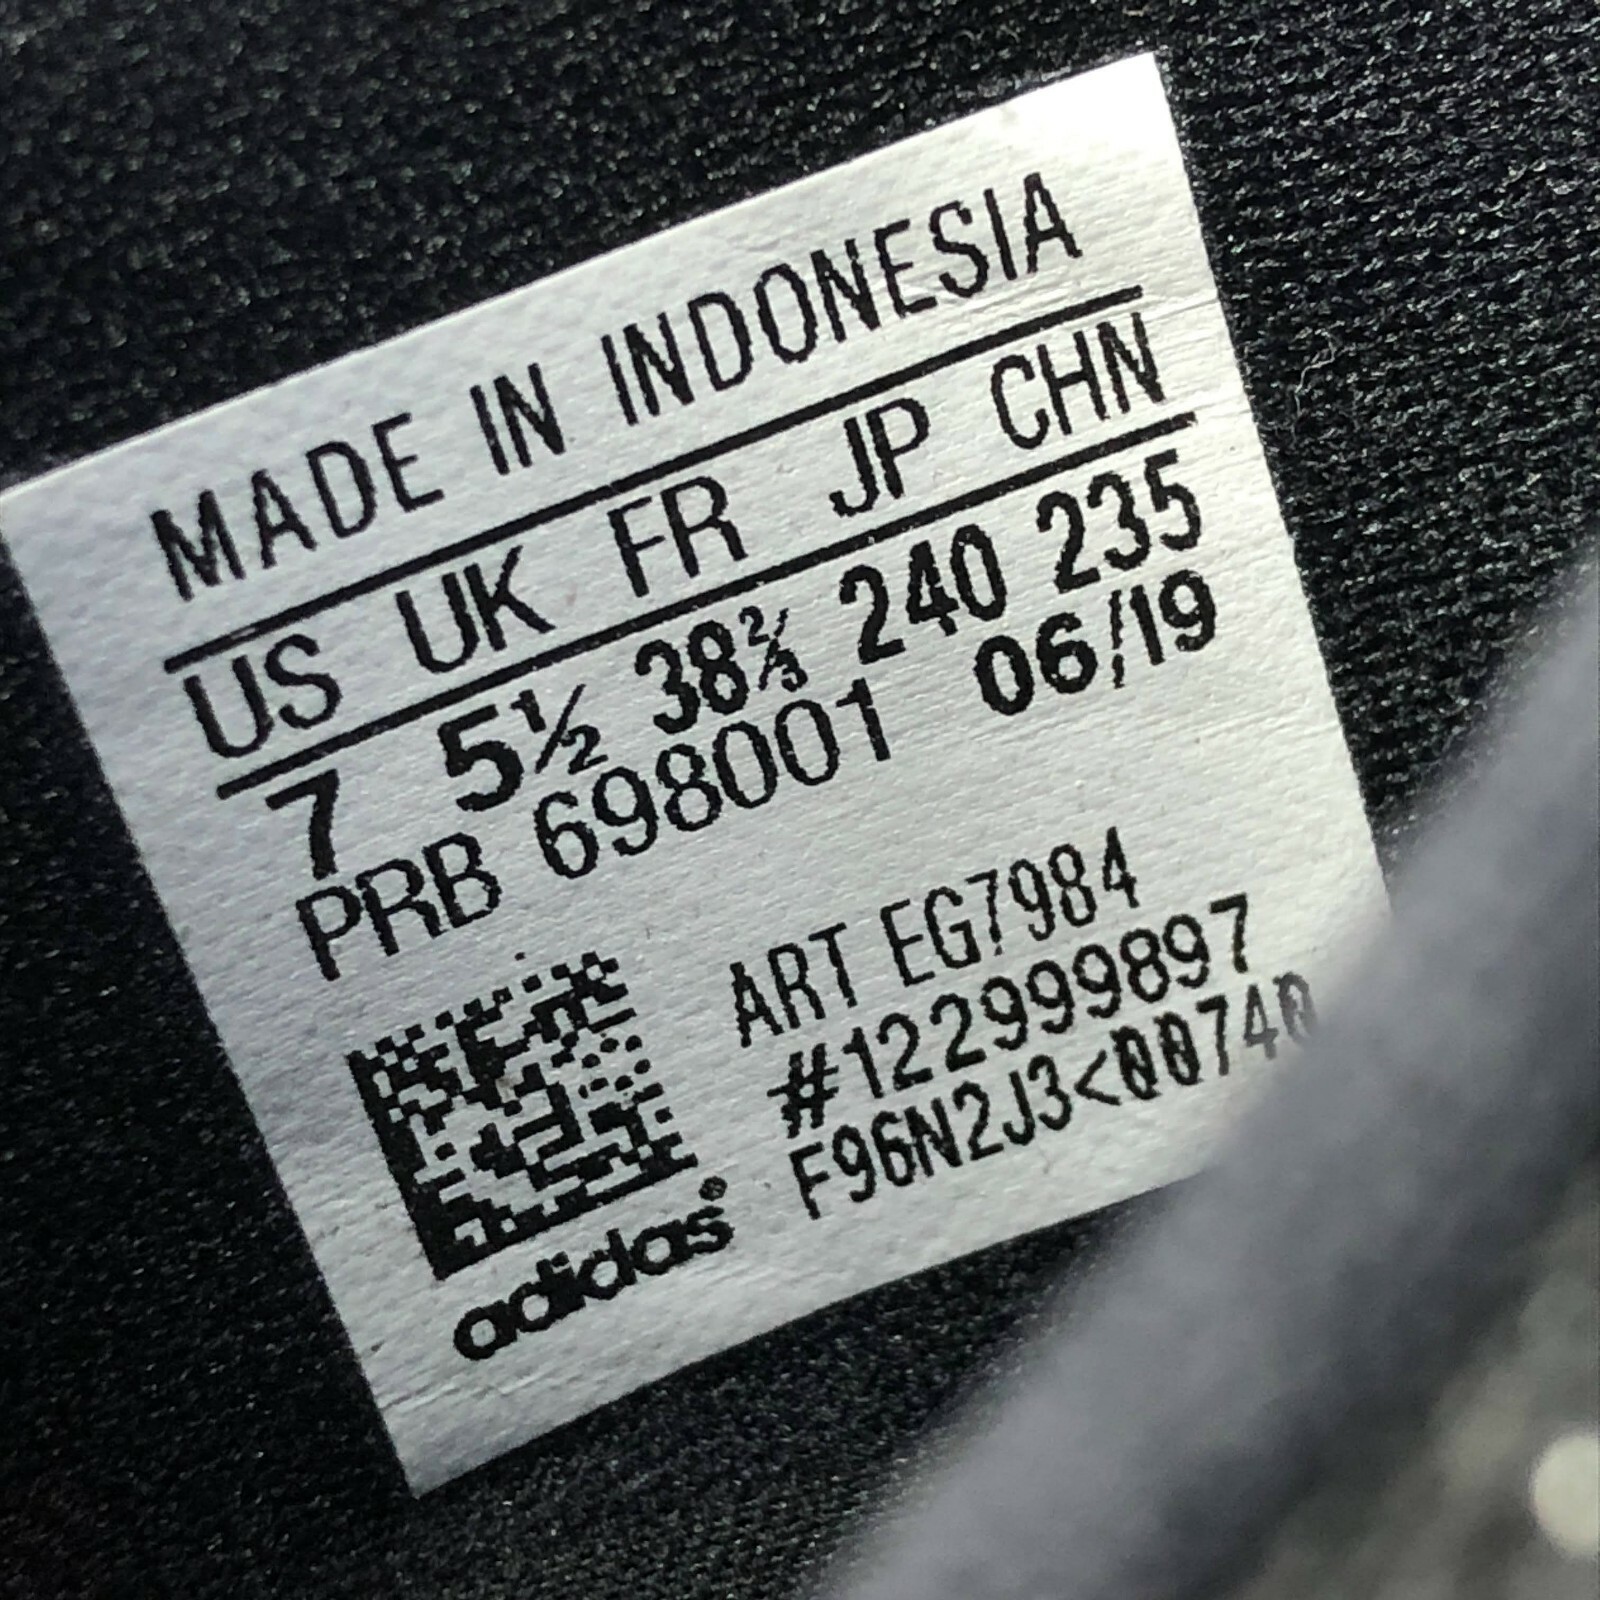 MADE IN INDONESIA
US UK FR JP CHN
7 5½ 38⅔ 240 235
PRB 698001 06/19
ART EG7984
#122999897
F96N2J3<00740
adidas®